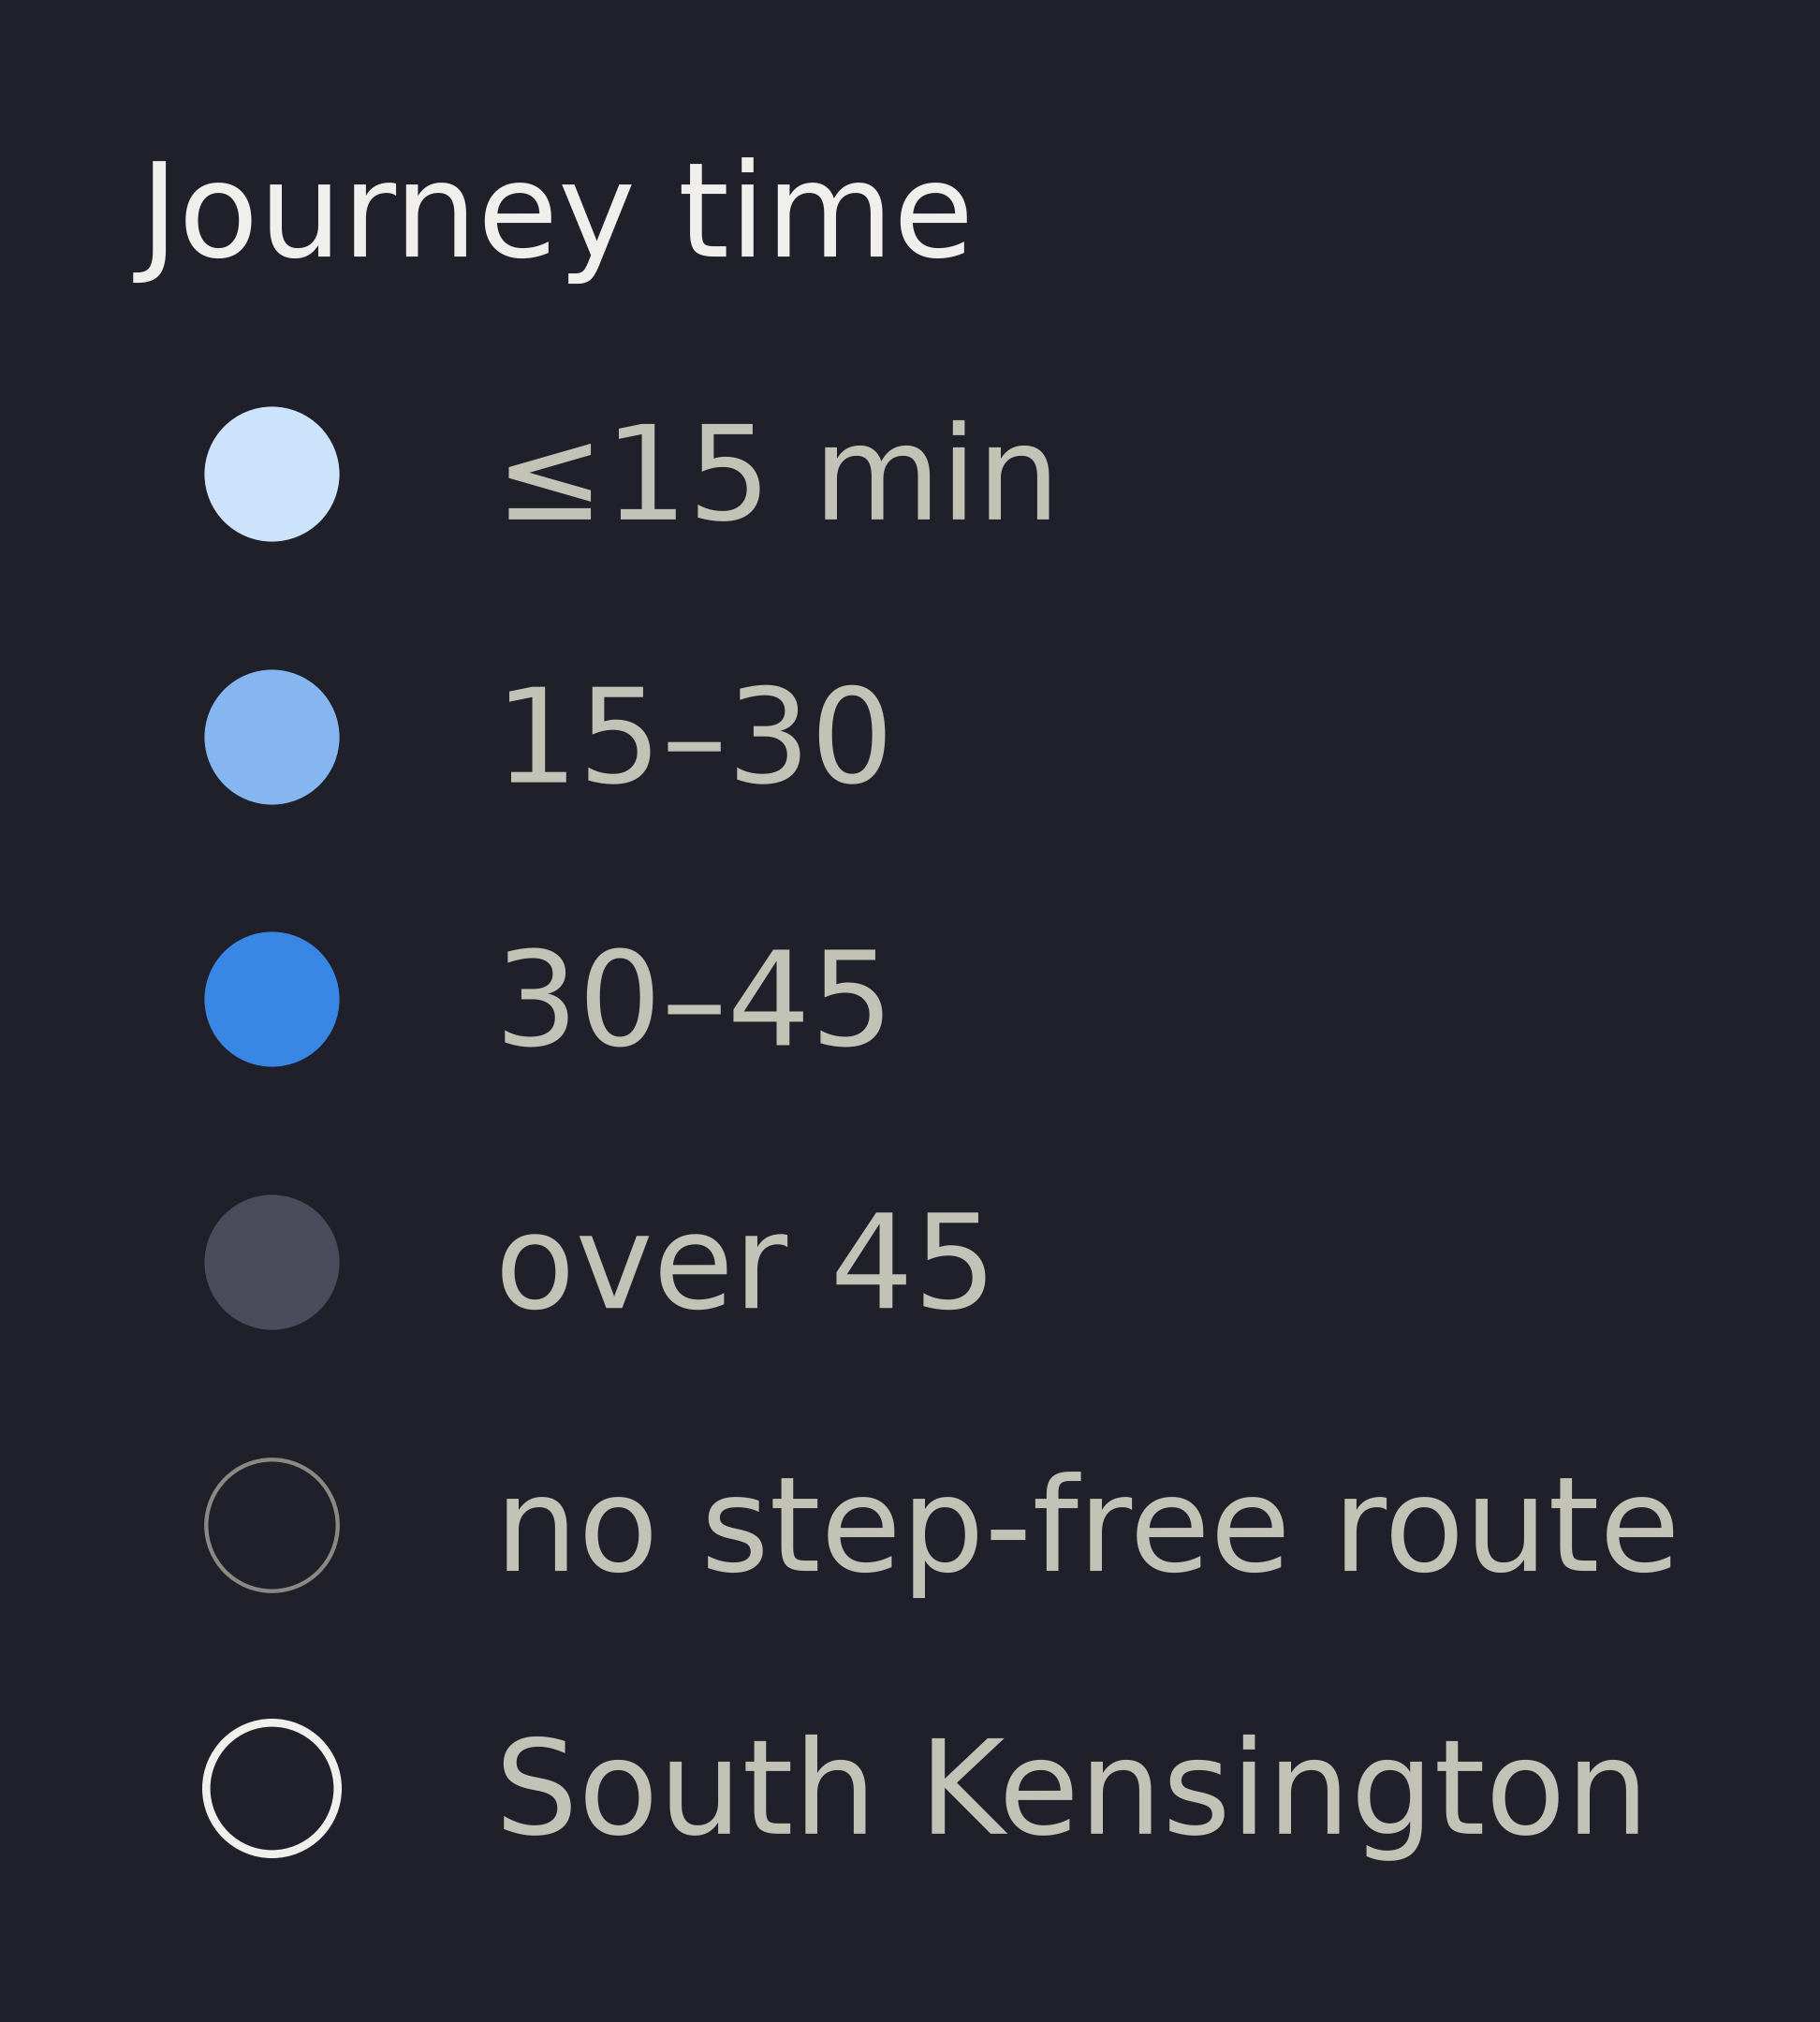 Journey time
≤15 min
15–30
30–45
over 45
no step-free route
South Kensington